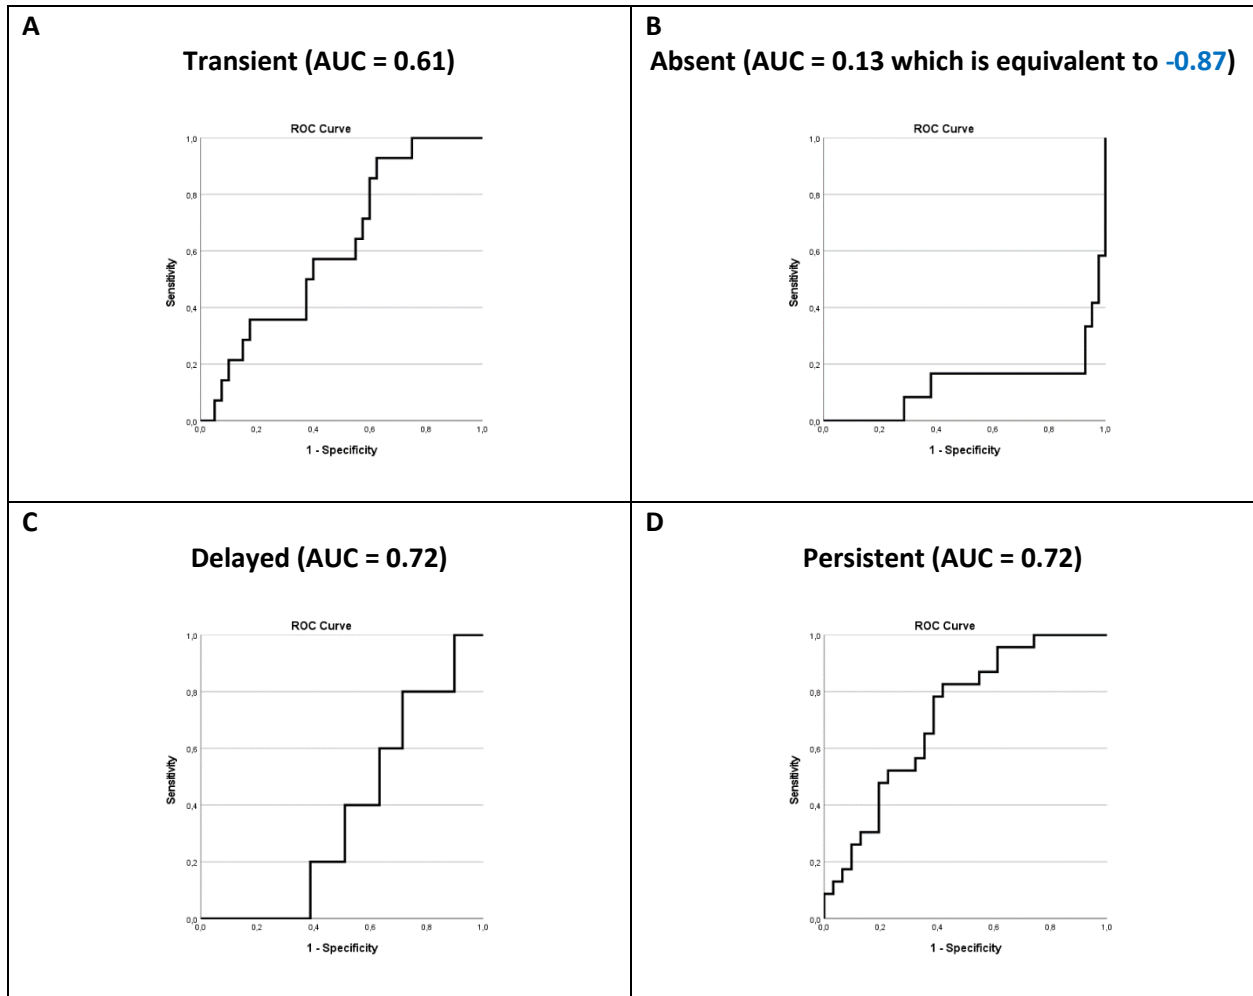 A
Transient (AUC = 0.61)
ROC Curve
1,0
0,8
0,6
0,4
0,2
0,0
Sensitivity
0,0 0,2 0,4 0,6 0,8 1,0
1 - Specificity
B
Absent (AUC = 0.13 which is equivalent to -0.87)
ROC Curve
1,0
0,8
0,6
0,4
0,2
0,0
Sensitivity
0,0 0,2 0,4 0,6 0,8 1,0
1 - Specificity
C
Delayed (AUC = 0.72)
ROC Curve
1,0
0,8
0,6
0,4
0,2
0,0
Sensitivity
0,0 0,2 0,4 0,6 0,8 1,0
1 - Specificity
D
Persistent (AUC = 0.72)
ROC Curve
1,0
0,8
0,6
0,4
0,2
0,0
Sensitivity
0,0 0,2 0,4 0,6 0,8 1,0
1 - Specificity